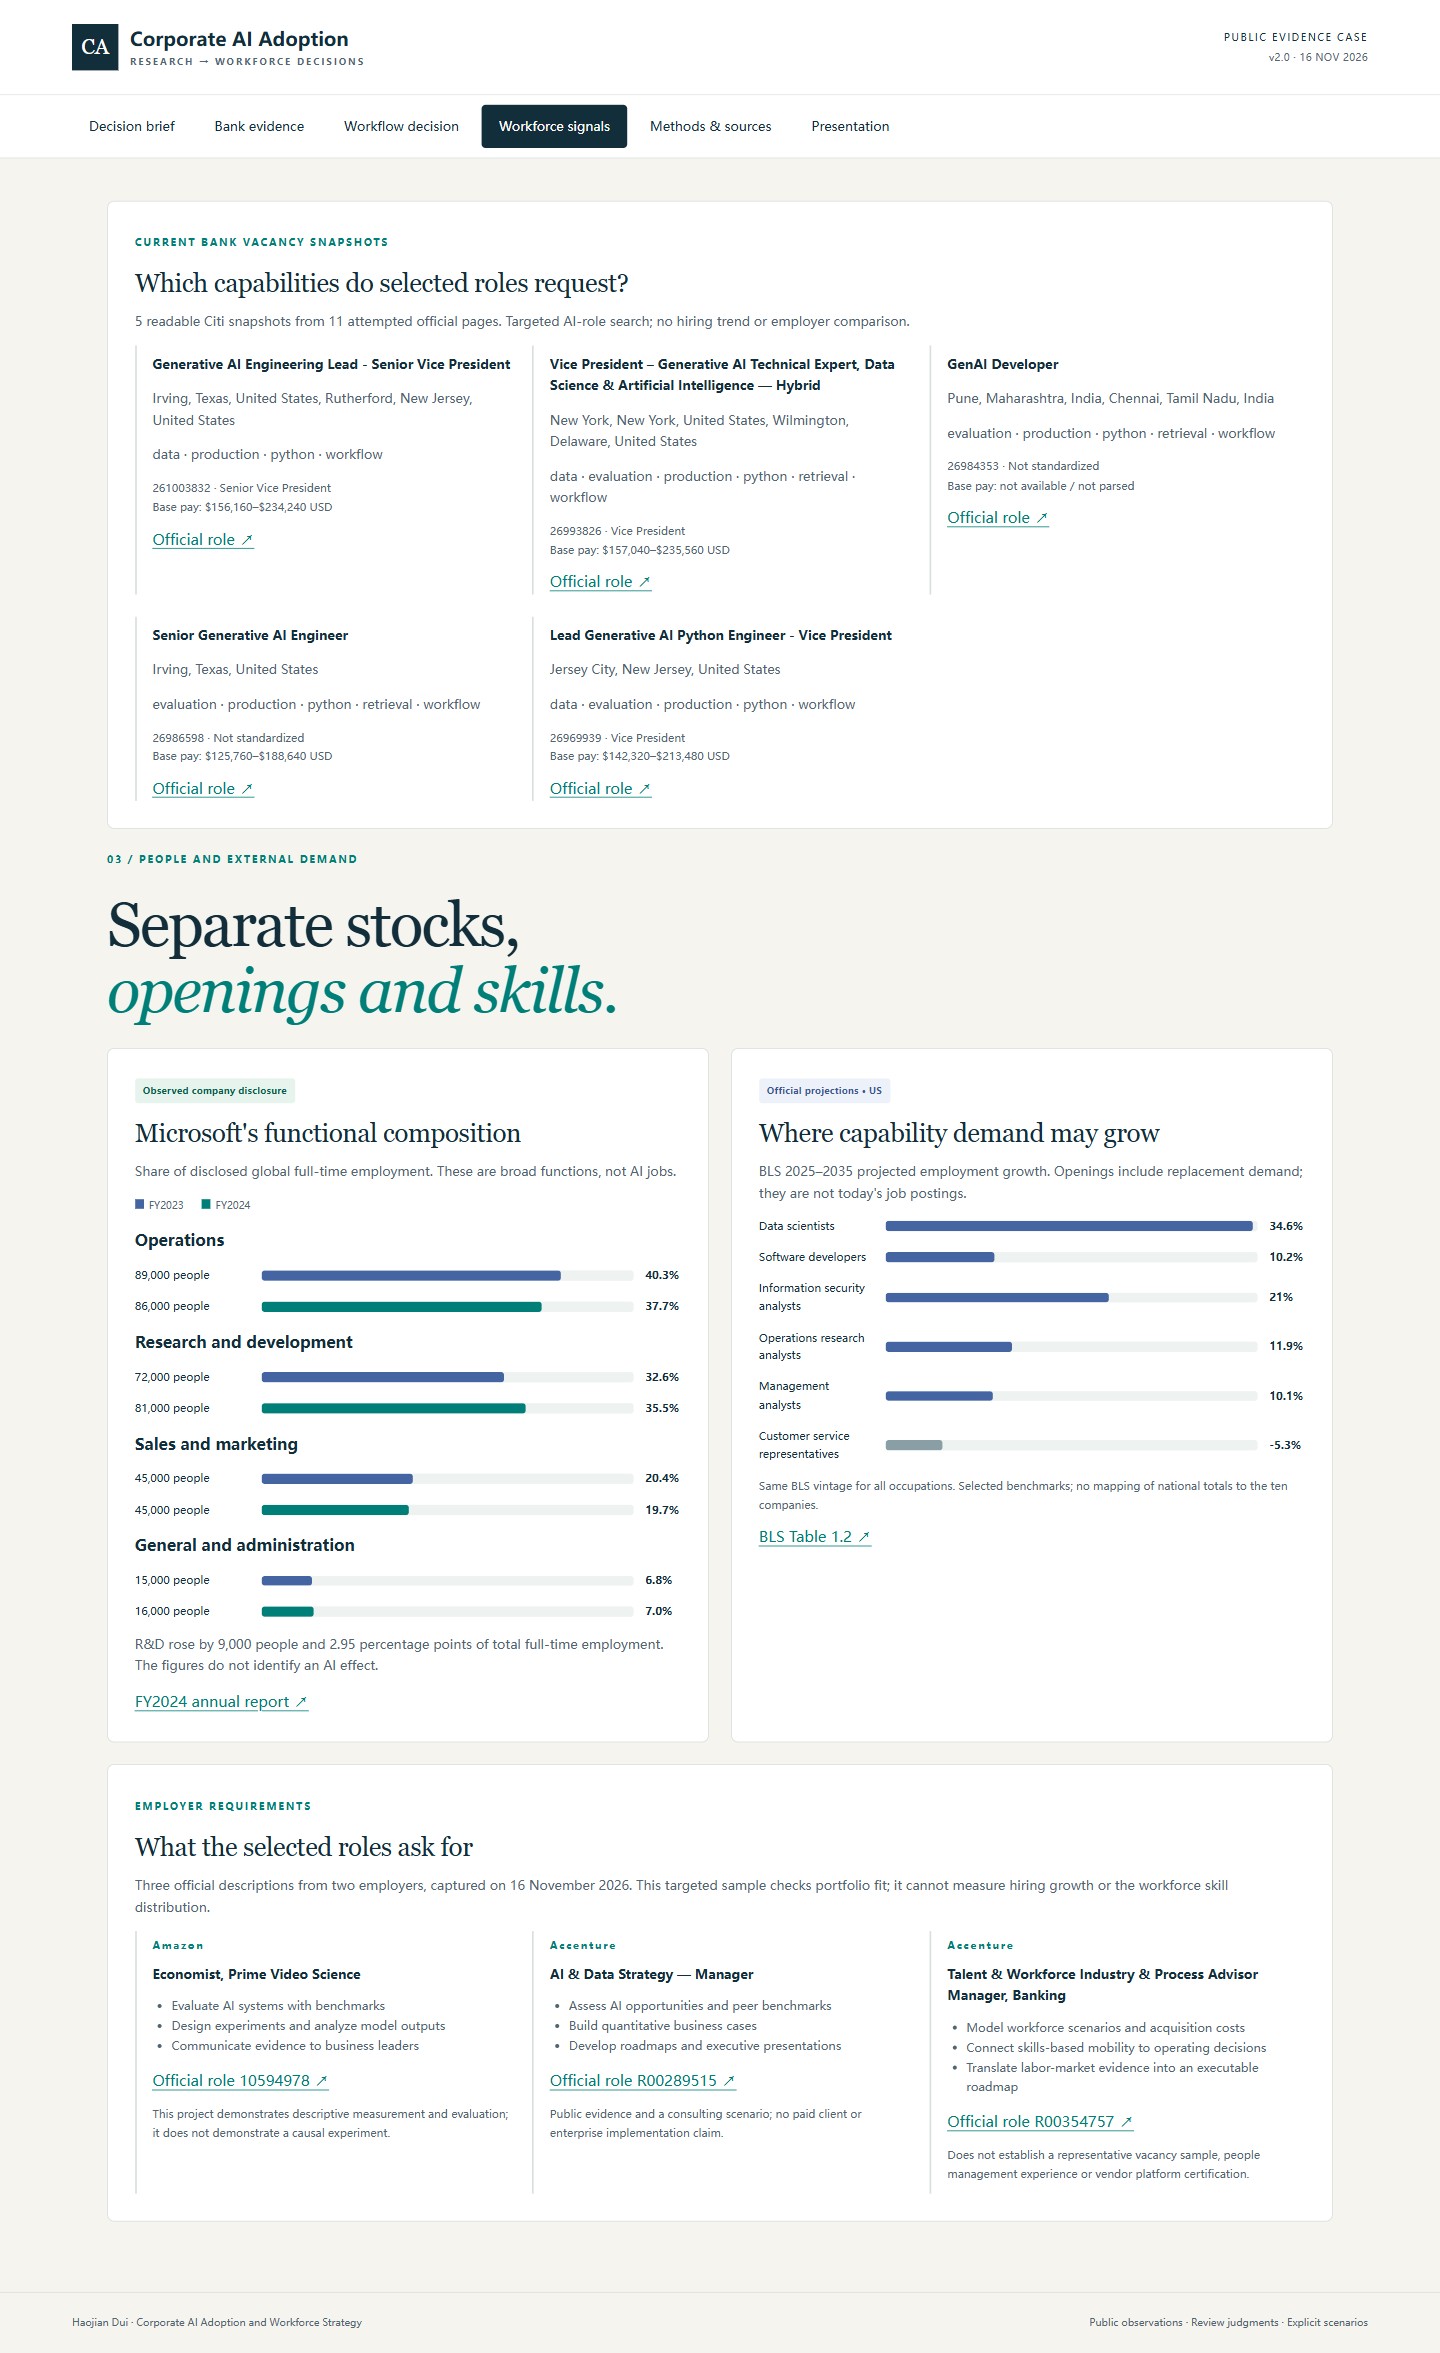 CA
Corporate AI Adoption
RESEARCH → WORKFORCE DECISIONS
PUBLIC EVIDENCE CASE
v2.0 · 16 NOV 2026
Decision brief
Bank evidence
Workflow decision
Workforce signals
Methods & sources
Presentation
CURRENT BANK VACANCY SNAPSHOTS
Which capabilities do selected roles request?
5 readable Citi snapshots from 11 attempted official pages. Targeted AI-role search; no hiring trend or employer comparison.
Generative AI Engineering Lead - Senior Vice President
Irving, Texas, United States, Rutherford, New Jersey,
United States
data · production · python · workflow
261003832 · Senior Vice President
Base pay: $156,160–$234,240 USD
Official role ↗
Vice President – Generative AI Technical Expert, Data
Science & Artificial Intelligence — Hybrid
New York, New York, United States, Wilmington,
Delaware, United States
data · evaluation · production · python · retrieval ·
workflow
26993826 · Vice President
Base pay: $157,040–$235,560 USD
Official role ↗
GenAI Developer
Pune, Maharashtra, India, Chennai, Tamil Nadu, India
evaluation · production · python · retrieval · workflow
26984353 · Not standardized
Base pay: not available / not parsed
Official role ↗
Senior Generative AI Engineer
Irving, Texas, United States
evaluation · production · python · retrieval · workflow
26986598 · Not standardized
Base pay: $125,760–$188,640 USD
Official role ↗
Lead Generative AI Python Engineer - Vice President
Jersey City, New Jersey, United States
data · evaluation · production · python · workflow
26969939 · Vice President
Base pay: $142,320–$213,480 USD
Official role ↗
03 / PEOPLE AND EXTERNAL DEMAND
Separate stocks,
openings and skills.
Observed company disclosure
Microsoft's functional composition
Share of disclosed global full-time employment. These are broad functions, not AI jobs.
FY2023
FY2024
Operations
89,000 people
40.3%
86,000 people
37.7%
Research and development
72,000 people
32.6%
81,000 people
35.5%
Sales and marketing
45,000 people
20.4%
45,000 people
19.7%
General and administration
15,000 people
6.8%
16,000 people
7.0%
R&D rose by 9,000 people and 2.95 percentage points of total full-time employment.
The figures do not identify an AI effect.
FY2024 annual report ↗
Official projections • US
Where capability demand may grow
BLS 2025–2035 projected employment growth. Openings include replacement demand;
they are not today's job postings.
Data scientists
34.6%
Software developers
10.2%
Information security
analysts
21%
Operations research
analysts
11.9%
Management
analysts
10.1%
Customer service
representatives
-5.3%
Same BLS vintage for all occupations. Selected benchmarks; no mapping of national totals to the ten
companies.
BLS Table 1.2 ↗
EMPLOYER REQUIREMENTS
What the selected roles ask for
Three official descriptions from two employers, captured on 16 November 2026. This targeted sample checks portfolio fit; it cannot measure hiring growth or the workforce skill
distribution.
Amazon
Economist, Prime Video Science
• Evaluate AI systems with benchmarks
• Design experiments and analyze model outputs
• Communicate evidence to business leaders
Official role 10594978 ↗
This project demonstrates descriptive measurement and evaluation;
it does not demonstrate a causal experiment.
Accenture
AI & Data Strategy — Manager
• Assess AI opportunities and peer benchmarks
• Build quantitative business cases
• Develop roadmaps and executive presentations
Official role R00289515 ↗
Public evidence and a consulting scenario; no paid client or
enterprise implementation claim.
Accenture
Talent & Workforce Industry & Process Advisor
Manager, Banking
• Model workforce scenarios and acquisition costs
• Connect skills-based mobility to operating decisions
• Translate labor-market evidence into an executable
roadmap
Official role R00354757 ↗
Does not establish a representative vacancy sample, people
management experience or vendor platform certification.
Haojian Dui · Corporate AI Adoption and Workforce Strategy
Public observations · Review judgments · Explicit scenarios